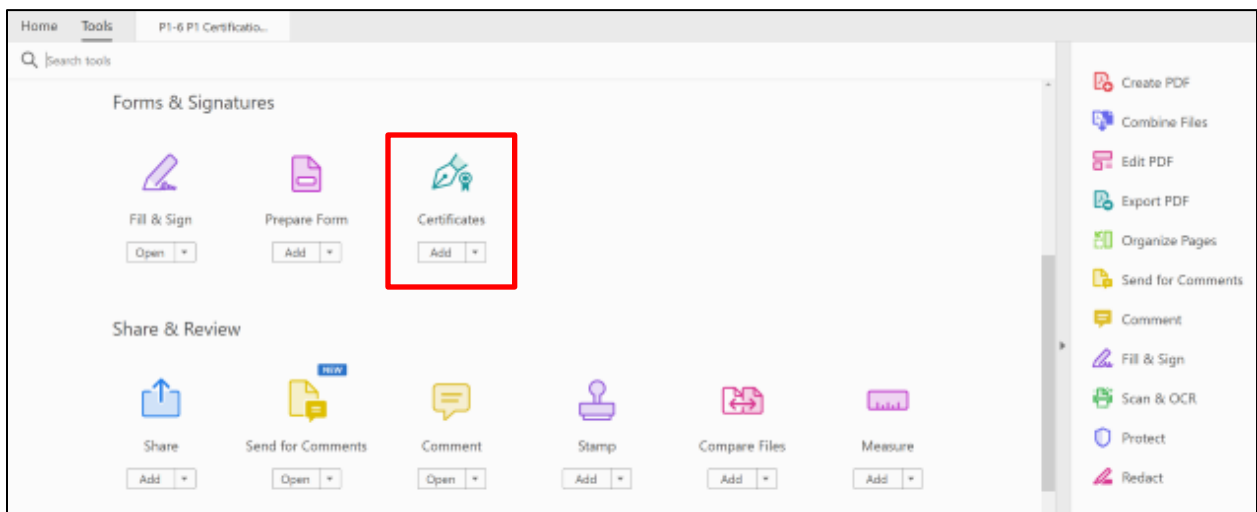 Home Tools P1-6 P1 Certificatio...
Search tools
Forms & Signatures
Fill & Sign Prepare Form Certificates
Open Add Add
Share & Review
NEW
Share Send for Comments Comment Stamp Compare Files Measure
Add Open Open Add Add Add
Create PDF
Combine Files
Edit PDF
Export PDF
Organize Pages
Send for Comments
Comment
Fill & Sign
Scan & OCR
Protect
Redact